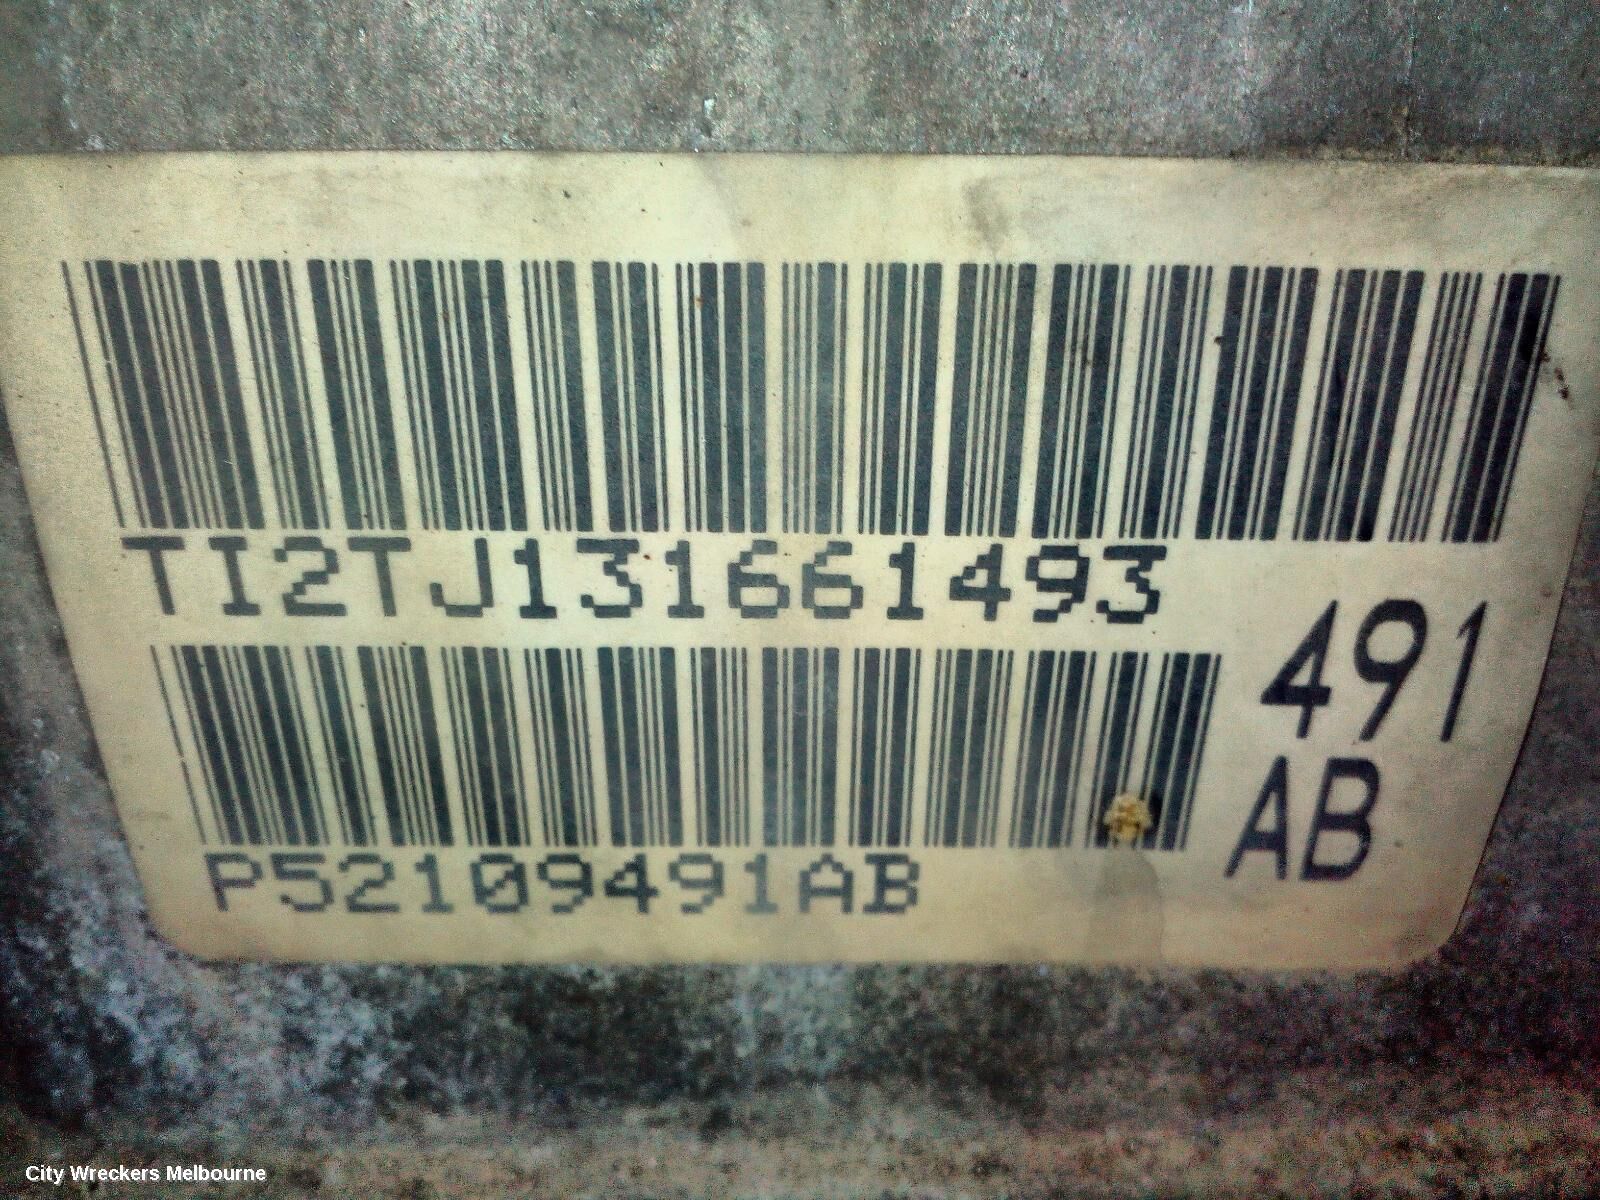 TI2TJ131661493
491
AB
P52109491AB
City Wreckers Melbourne